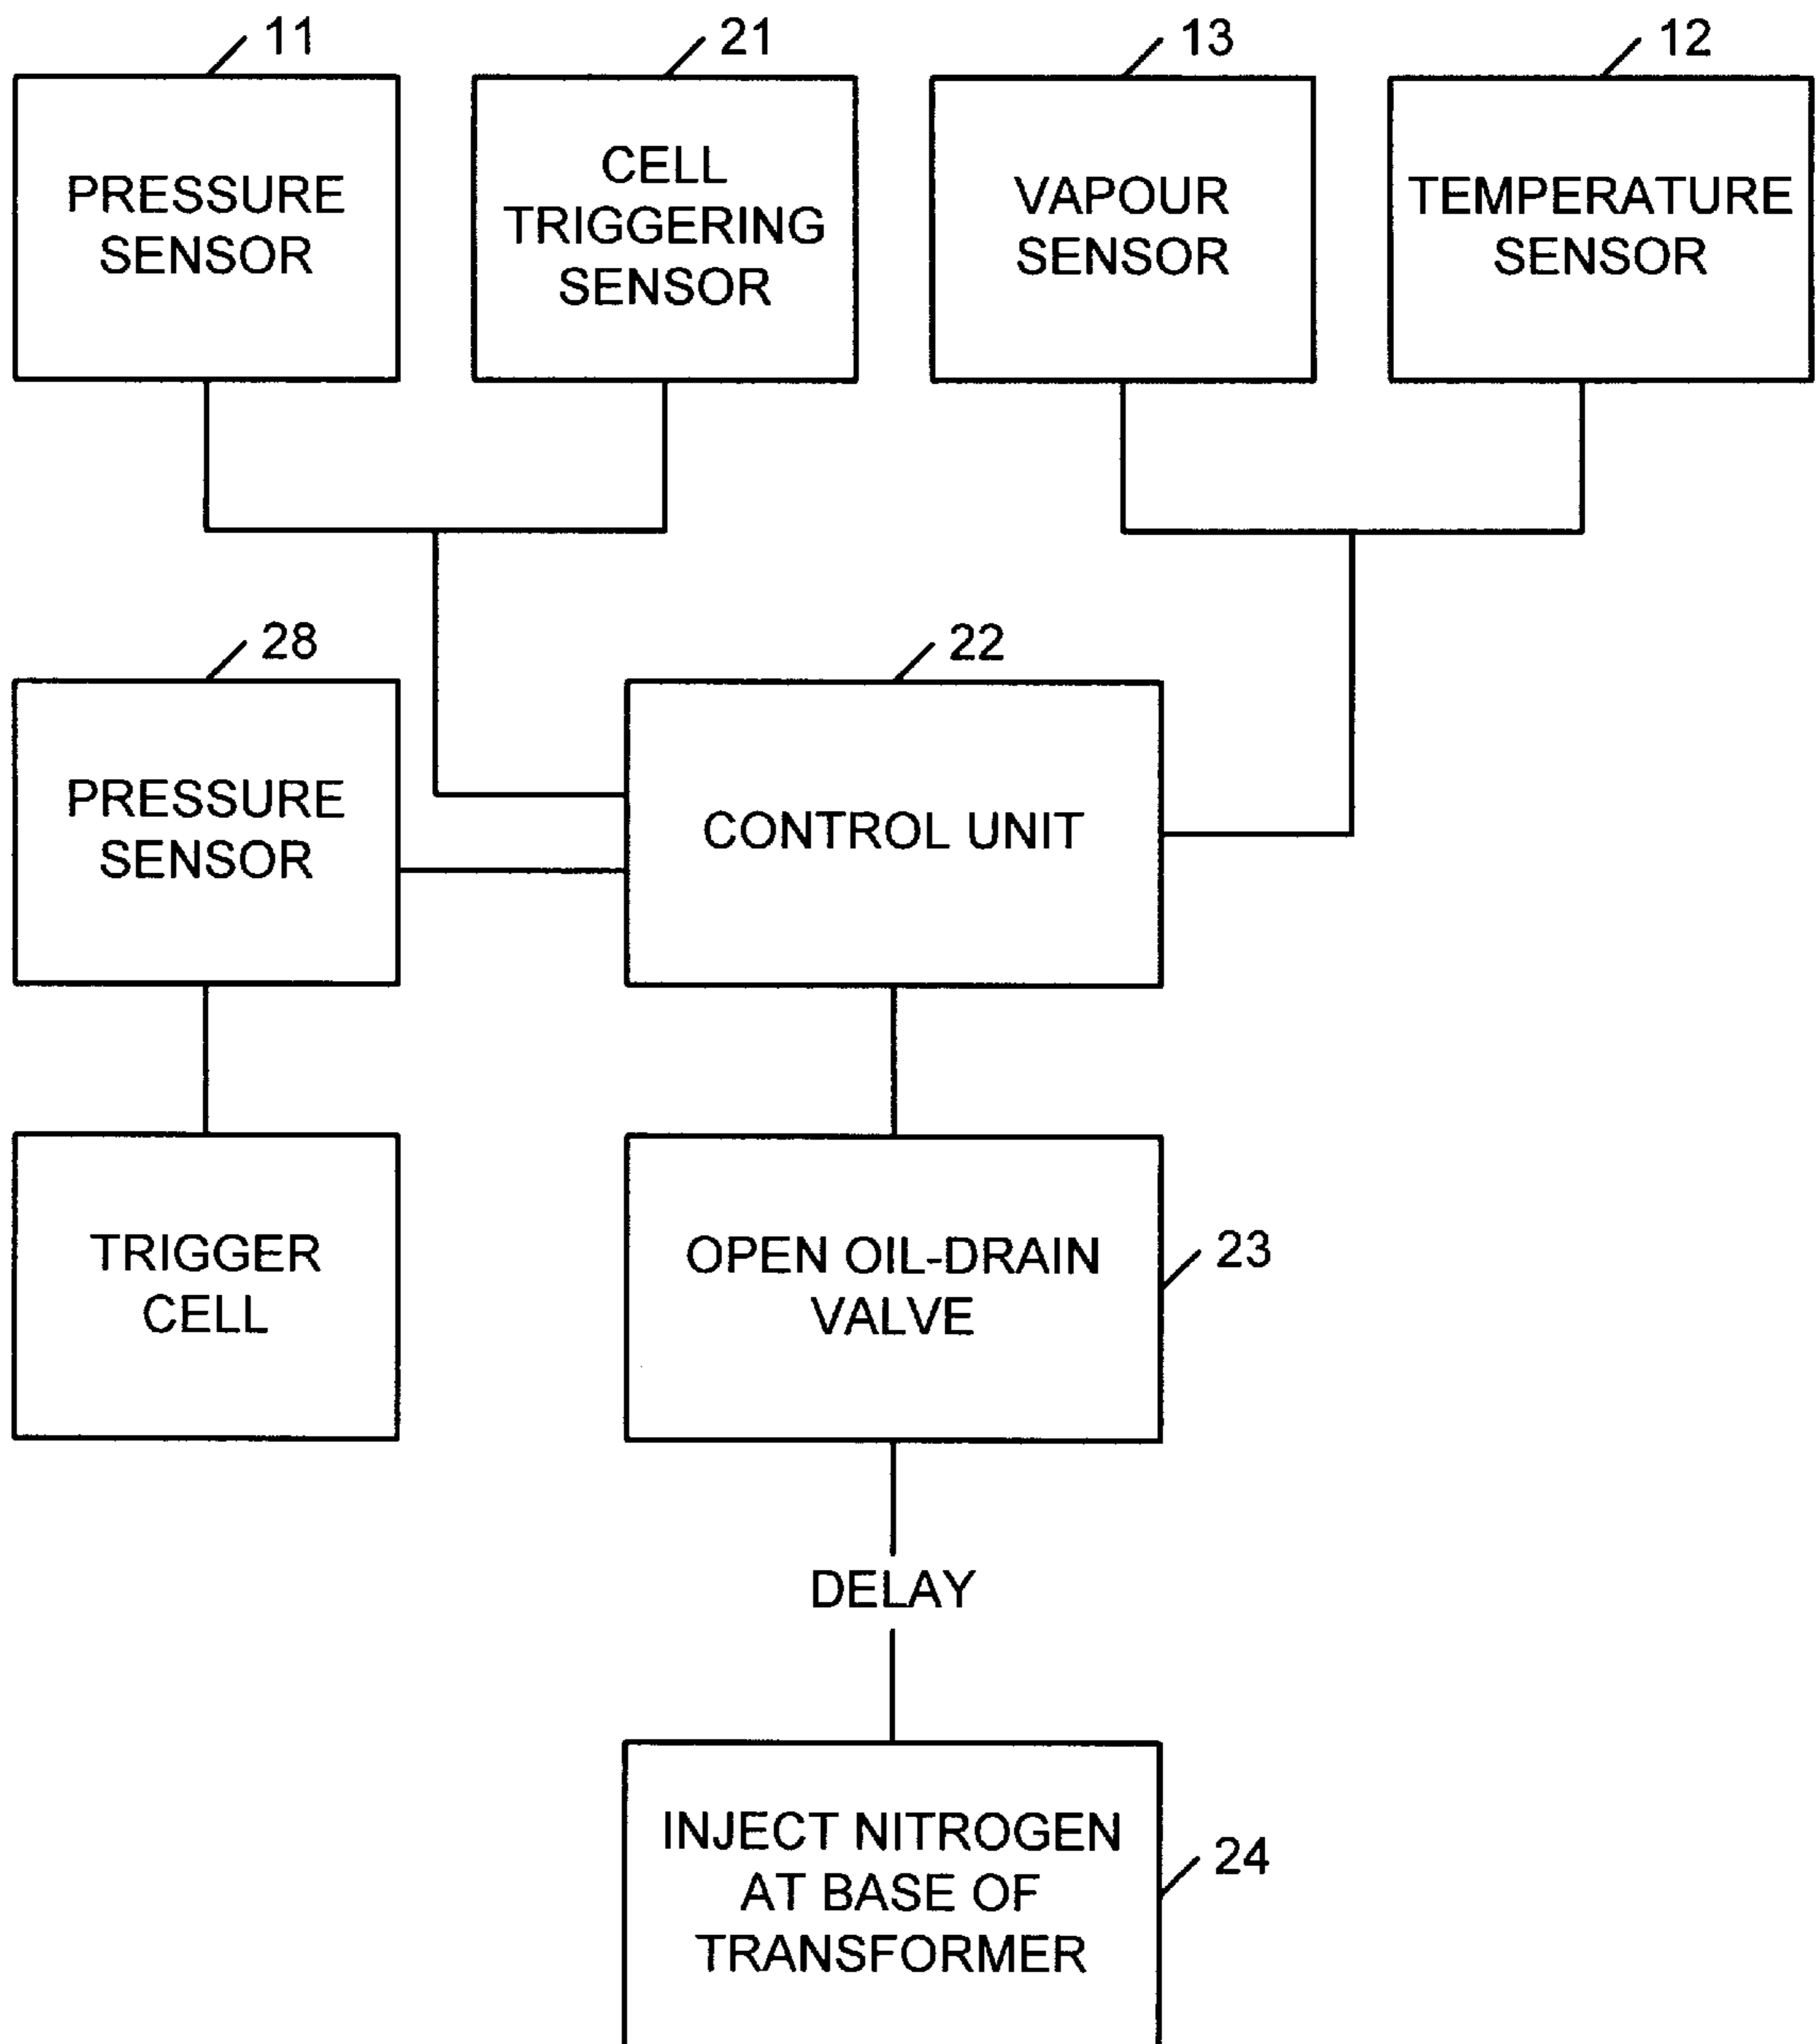 11
21
13
12
PRESSURE
SENSOR
CELL
TRIGGERING
SENSOR
VAPOUR
SENSOR
TEMPERATURE
SENSOR
28
22
PRESSURE
SENSOR
CONTROL UNIT
TRIGGER
CELL
OPEN OIL-DRAIN
VALVE
23
DELAY
INJECT NITROGEN
AT BASE OF
TRANSFORMER
24